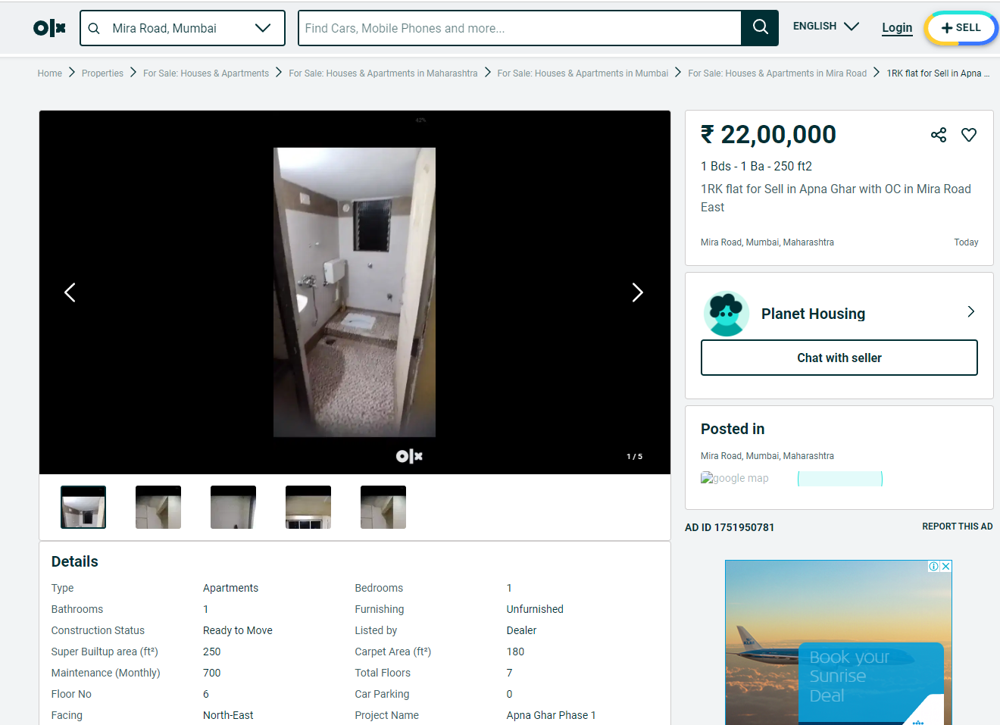 olx
Mira Road, Mumbai
Find Cars, Mobile Phones and more...
ENGLISH
Login
+ SELL
Home > Properties > For Sale: Houses & Apartments > For Sale: Houses & Apartments in Maharashtra > For Sale: Houses & Apartments in Mumbai > For Sale: Houses & Apartments in Mira Road > 1RK flat for Sell in Apna ...
42%
olx
1 / 5
₹ 22,00,000
1 Bds - 1 Ba - 250 ft2
1RK flat for Sell in Apna Ghar with OC in Mira Road
East
Mira Road, Mumbai, Maharashtra Today
Planet Housing
Chat with seller
Posted in
Mira Road, Mumbai, Maharashtra
google map
AD ID 1751950781 REPORT THIS AD
Details
Type Apartments Bedrooms 1
Bathrooms 1 Furnishing Unfurnished
Construction Status Ready to Move Listed by Dealer
Super Builtup area (ft²) 250 Carpet Area (ft²) 180
Maintenance (Monthly) 700 Total Floors 7
Floor No 6 Car Parking 0
Facing North-East Project Name Apna Ghar Phase 1
KLM
Book your
Sunrise
Deal